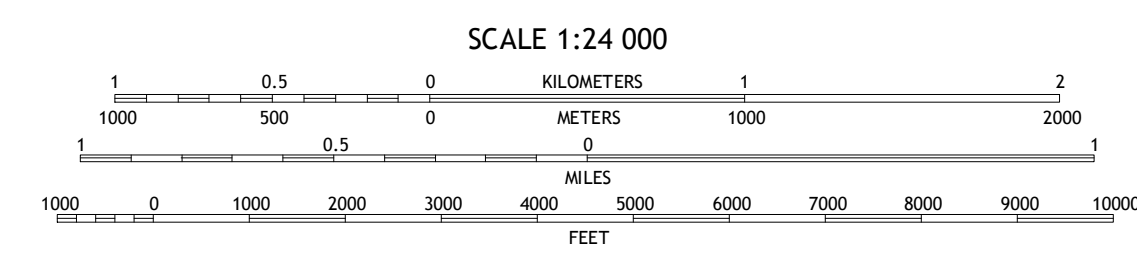 SCALE 1:24 000
1 0.5 0 KILOMETERS 1 2
1000 500 0 METERS 1000 2000
1 0.5 0 1
MILES
1000 0 1000 2000 3000 4000 5000 6000 7000 8000 9000 10000
FEET